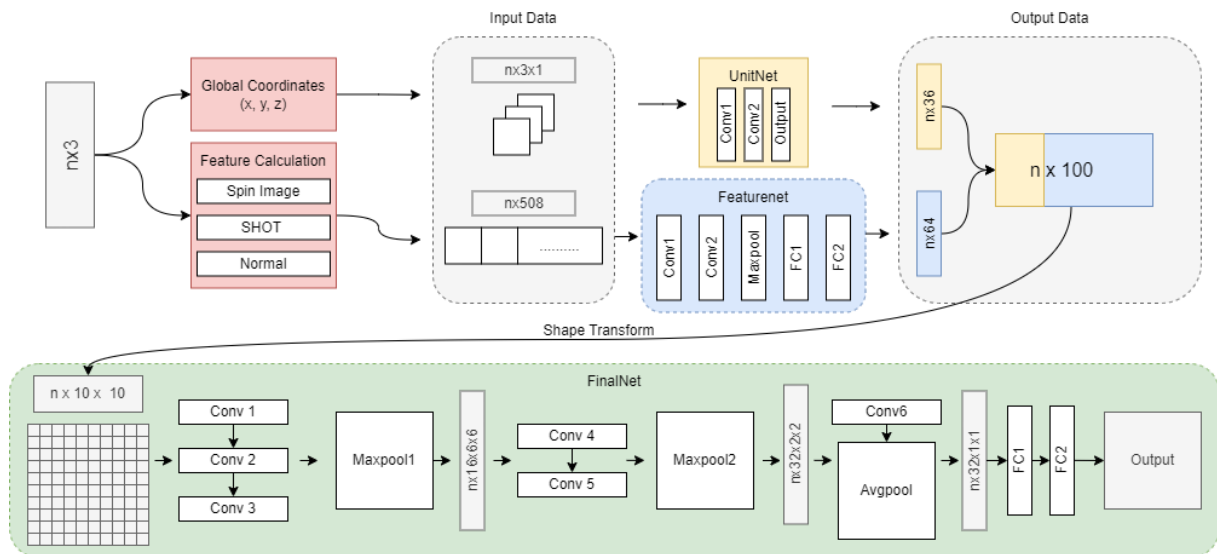 Input Data
Output Data
nx3
Global Coordinates
(x, y, z)
Feature Calculation
Spin Image
SHOT
Normal
nx3x1
nx508
..........
UnitNet
Conv1
Conv2
Output
Featurenet
Conv1
Conv2
Maxpool
FC1
FC2
nx36
nx64
n x 100
Shape Transform
FinalNet
n x 10 x 10
Conv 1
Conv 2
Conv 3
Maxpool1
nx16x6x6
Conv 4
Conv 5
Maxpool2
nx32x2x2
Conv6
Avgpool
nx32x1x1
FC1
FC2
Output